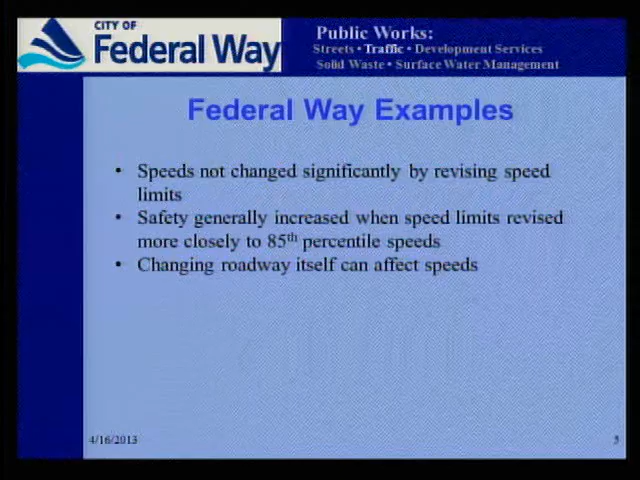 CITY OF
Federal Way
Public Works:
Streets • Traffic • Development Services
Solid Waste • Surface Water Management
Federal Way Examples
• Speeds not changed significantly by revising speed
limits
• Safety generally increased when speed limits revised
more closely to 85th percentile speeds
• Changing roadway itself can affect speeds
4/16/2013